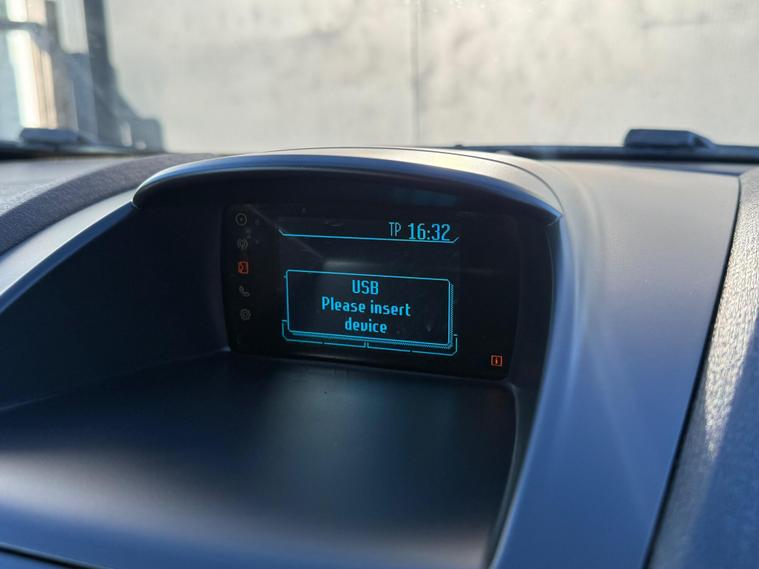 TP 16:32
USB
Please insert
device